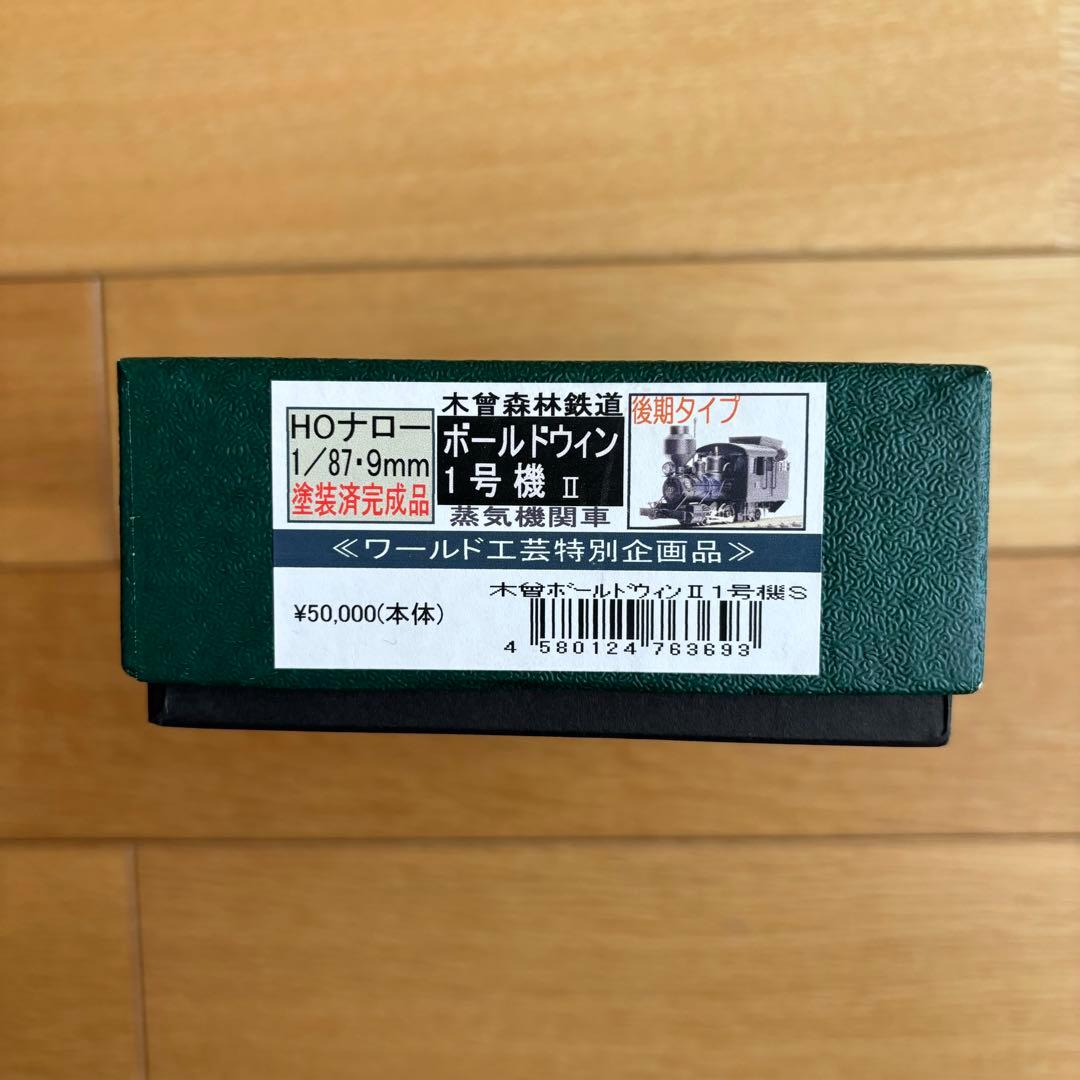 HOナロー
1/87・9mm
塗装済完成品
木曾森林鉄道
ボールドウィン
1号機 Ⅱ
蒸気機関車
後期タイプ
≪ワールド工芸特別企画品≫
¥50,000(本体)
木曾ボールドウィンⅡ1号機S
4 580124 763693